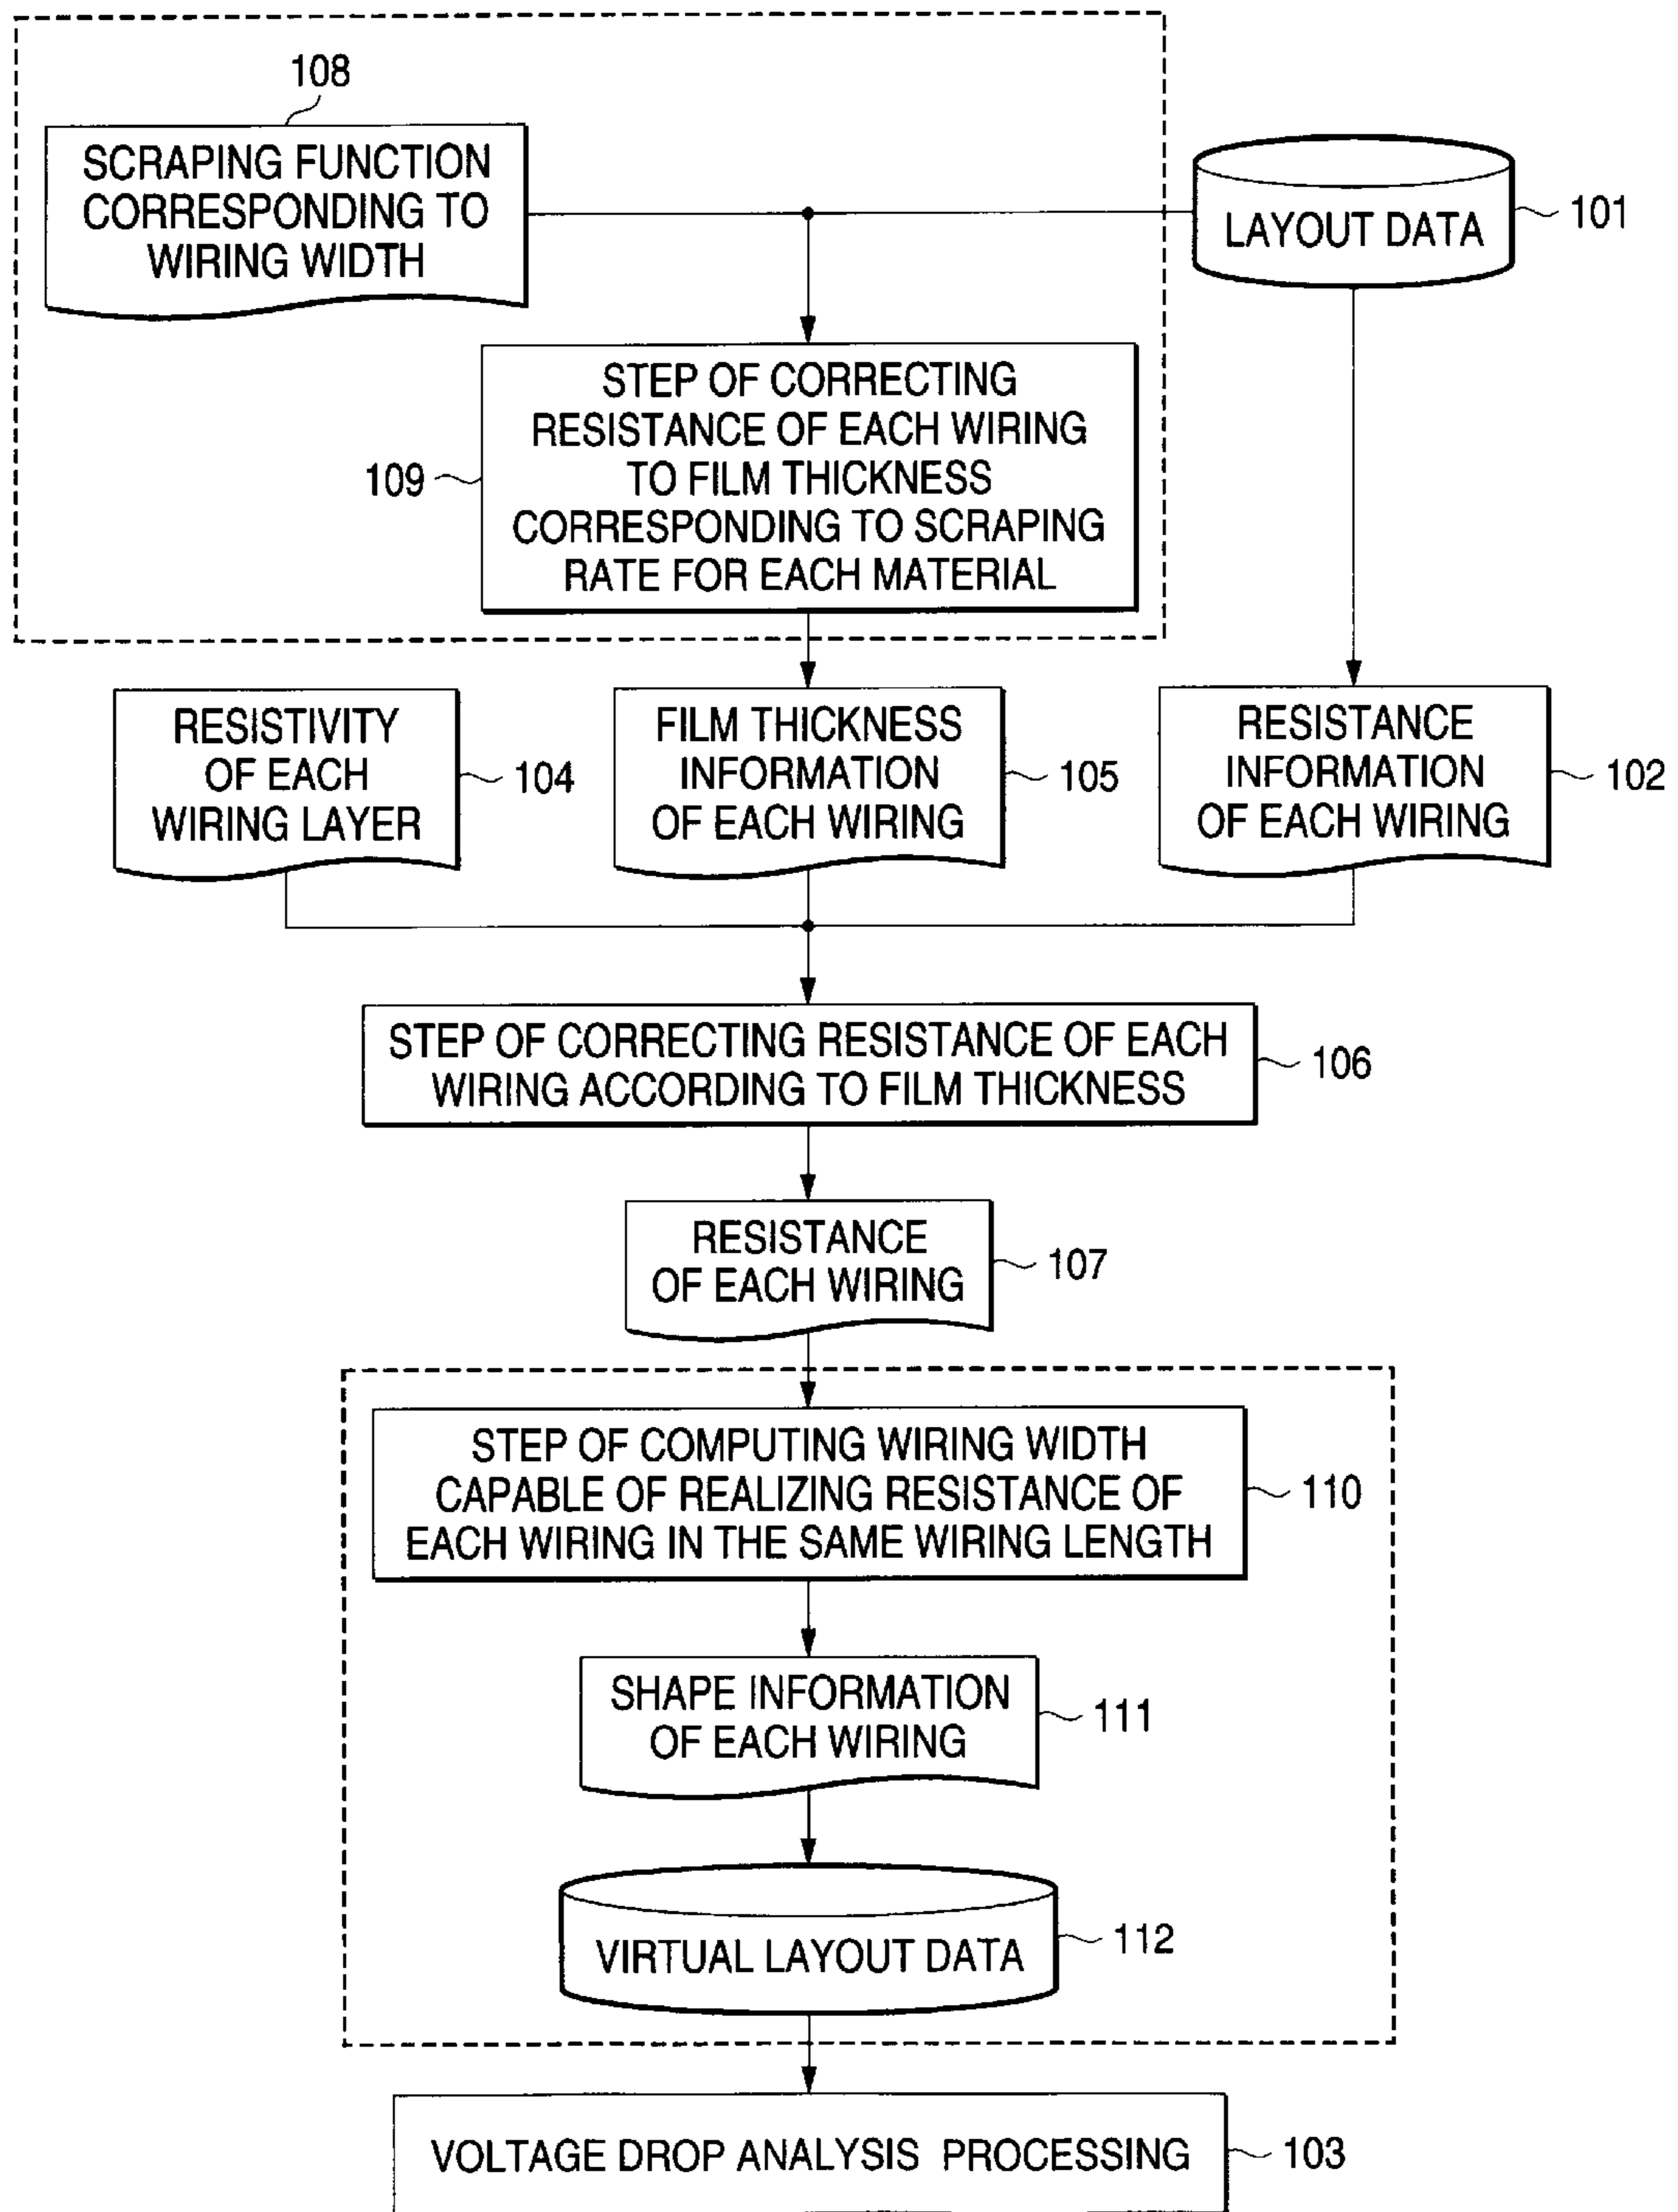 108
SCRAPING FUNCTION
CORRESPONDING TO
WIRING WIDTH
LAYOUT DATA
101
STEP OF CORRECTING
RESISTANCE OF EACH WIRING
TO FILM THICKNESS
CORRESPONDING TO SCRAPING
RATE FOR EACH MATERIAL
109
RESISTIVITY
OF EACH
WIRING LAYER
104
FILM THICKNESS
INFORMATION
OF EACH WIRING
105
RESISTANCE
INFORMATION
OF EACH WIRING
102
STEP OF CORRECTING RESISTANCE OF EACH
WIRING ACCORDING TO FILM THICKNESS
106
RESISTANCE
OF EACH WIRING
107
STEP OF COMPUTING WIRING WIDTH
CAPABLE OF REALIZING RESISTANCE OF
EACH WIRING IN THE SAME WIRING LENGTH
110
SHAPE INFORMATION
OF EACH WIRING
111
VIRTUAL LAYOUT DATA
112
VOLTAGE DROP ANALYSIS PROCESSING
103